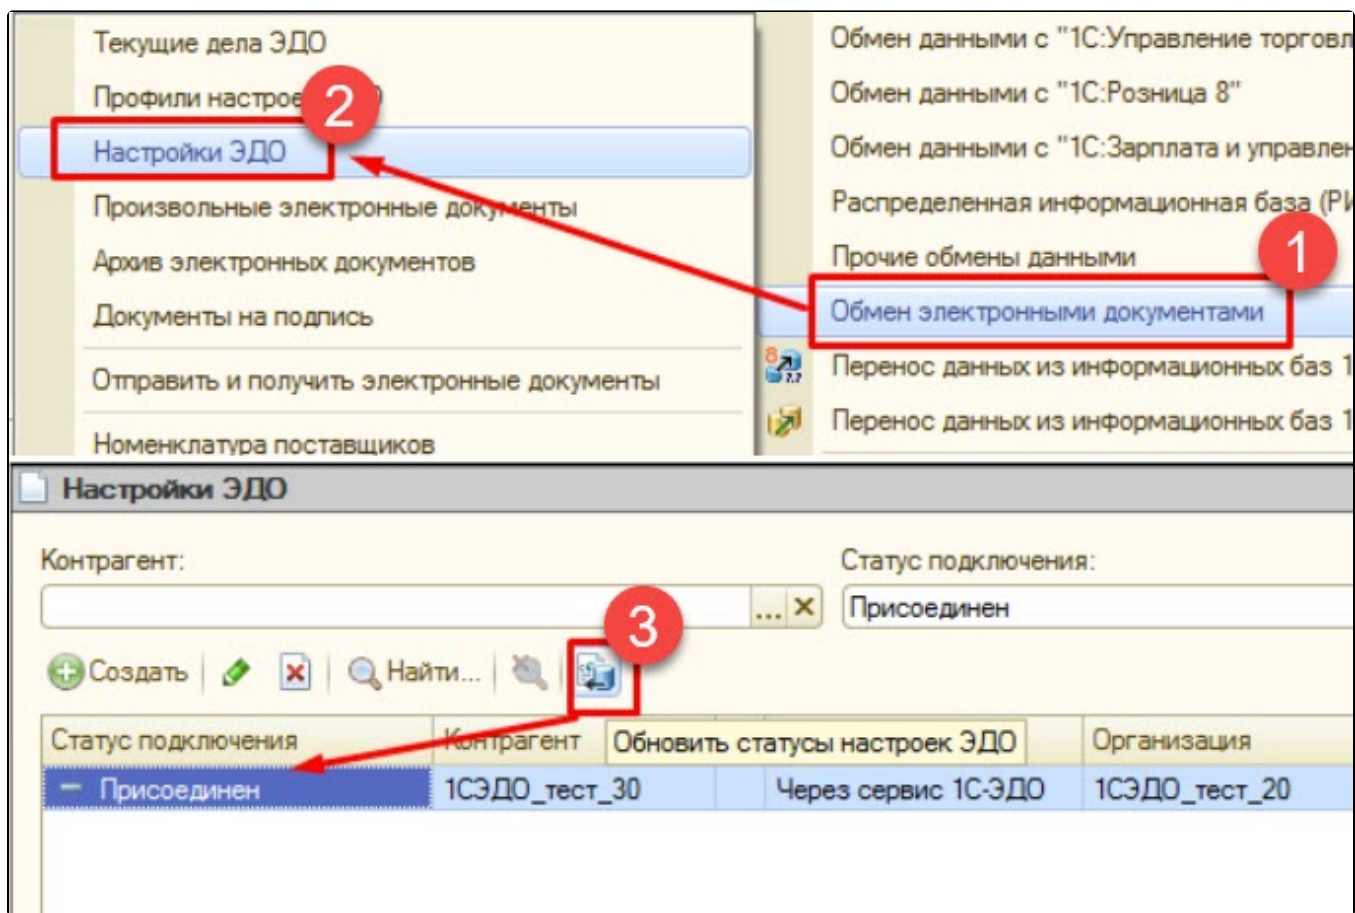 Текущие дела ЭДО
Профили настрое
2
Настройки ЭДО
Произвольные электронные документы
Архив электронных документов
Документы на подпись
Отправить и получить электронные документы
Номенклатура поставщиков
Обмен данными с "1С:Управление торговл
Обмен данными с "1С:Розница 8"
Обмен данными с "1С:Зарплата и управлен
Распределенная информационная база (РИ
1
Прочие обмены данными
Обмен электронными документами
Перенос данных из информационных баз 1
Перенос данных из информационных баз 1
Настройки ЭДО
Контрагент:
Статус подключения:
... ×
Присоединен
3
Создать Найти...
Статус подключения Контрагент Обновить статусы настроек ЭДО Организация
Присоединен 1СЭДО_тест_30 Через сервис 1С-ЭДО 1СЭДО_тест_20